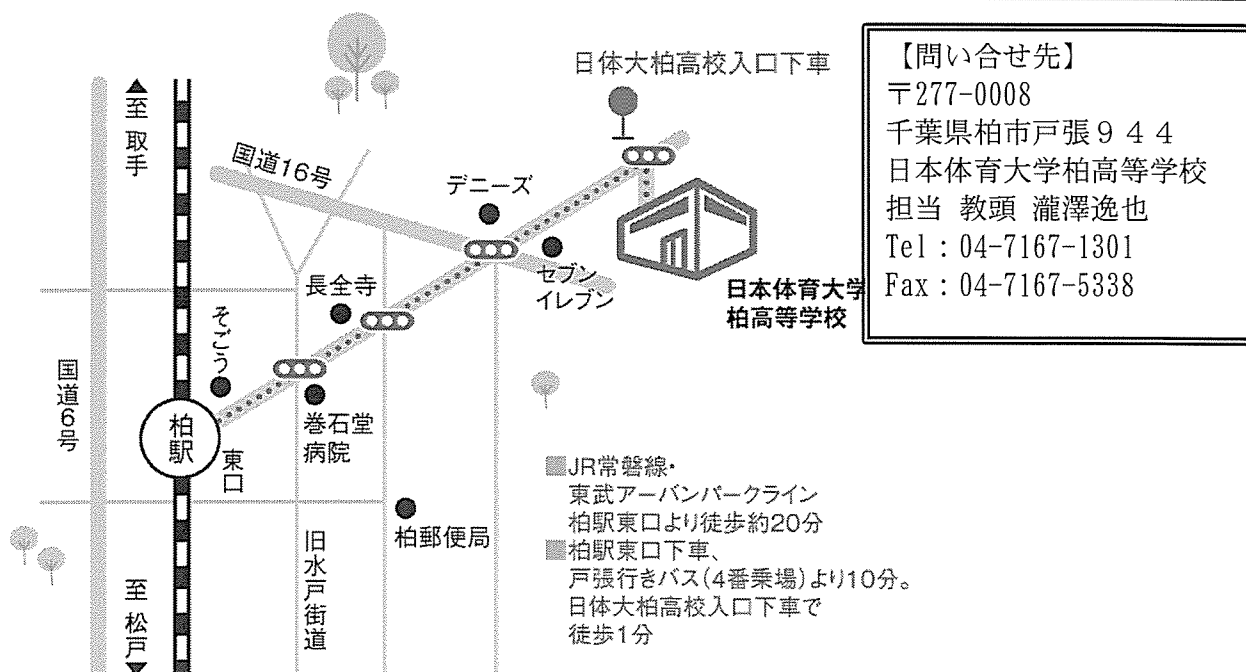 日体大柏高校入口下車
▲至 取手
国道16号
デニーズ
セブン
イレブン
長全寺
日本体育大学
柏高等学校
そごう
国道6号
柏駅
東口
巻石堂
病院
柏郵便局
旧水戸街道
至 松戸▼
■JR常磐線・
東武アーバンパークライン
柏駅東口より徒歩約20分
■柏駅東口下車、
戸張行きバス(4番乗場)より10分。
日体大柏高校入口下車で
徒歩1分
【問い合せ先】
〒277-0008
千葉県柏市戸張９４４
日本体育大学柏高等学校
担当 教頭 瀧澤逸也
Tel：04-7167-1301
Fax：04-7167-5338